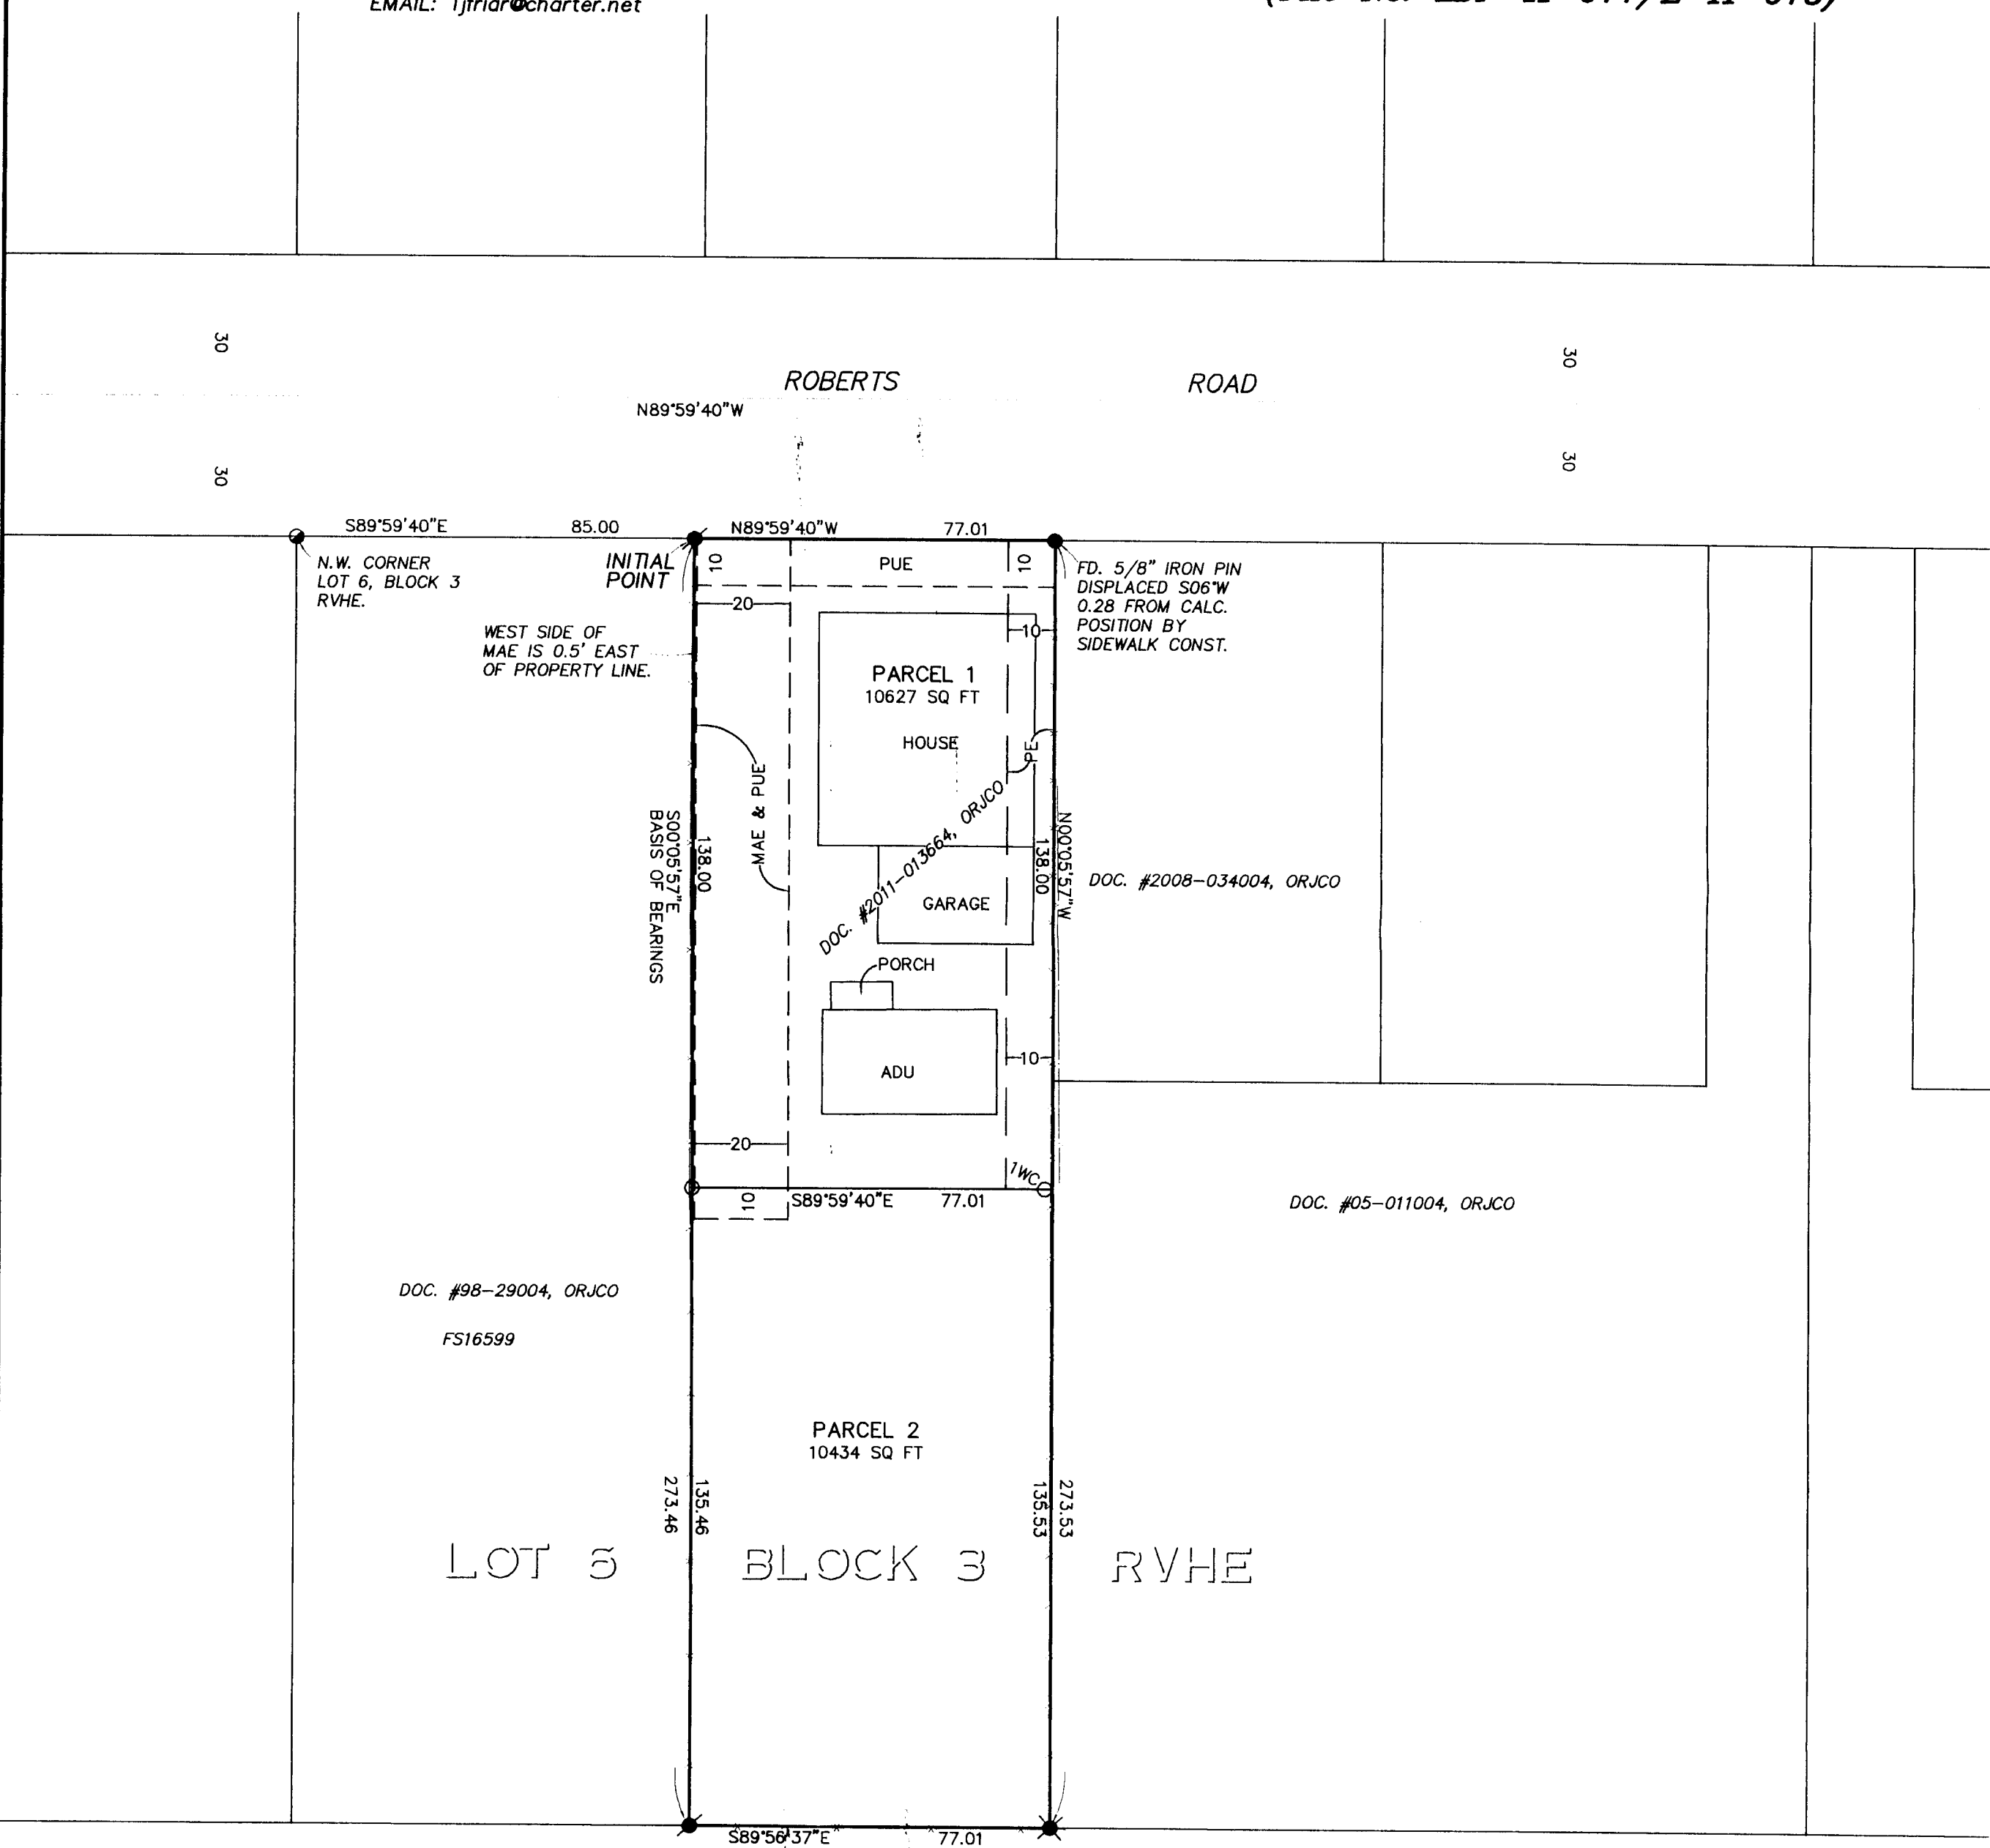 EMAIL: ljfriar@charter.net
30
30
ROBERTS ROAD
N89°59'40"W
30
30
S89°59'40"E 85.00
N89°59'40"W 77.01
N.W. CORNER
LOT 6, BLOCK 3
RVHE.
INITIAL
POINT
10
PUE
10
FD. 5/8" IRON PIN
DISPLACED S06°W
0.28 FROM CALC.
POSITION BY
SIDEWALK CONST.
20
10
WEST SIDE OF
MAE IS 0.5' EAST
OF PROPERTY LINE.
PARCEL 1
10627 SQ FT
HOUSE
PE
MAE & PUE
DOC. #2011-013664, ORJCO
S00°05'57"E
BASIS OF BEARINGS
138.00
138.00
N00°05'57"W
DOC. #2008-034004, ORJCO
GARAGE
PORCH
10
ADU
20
1'WC
10
S89°59'40"E 77.01
DOC. #05-011004, ORJCO
DOC. #98-29004, ORJCO
FS16599
PARCEL 2
10434 SQ FT
273.46
135.46
135.53
273.53
LOT 6 BLOCK 3 RVHE
S89°56'37"E 77.01